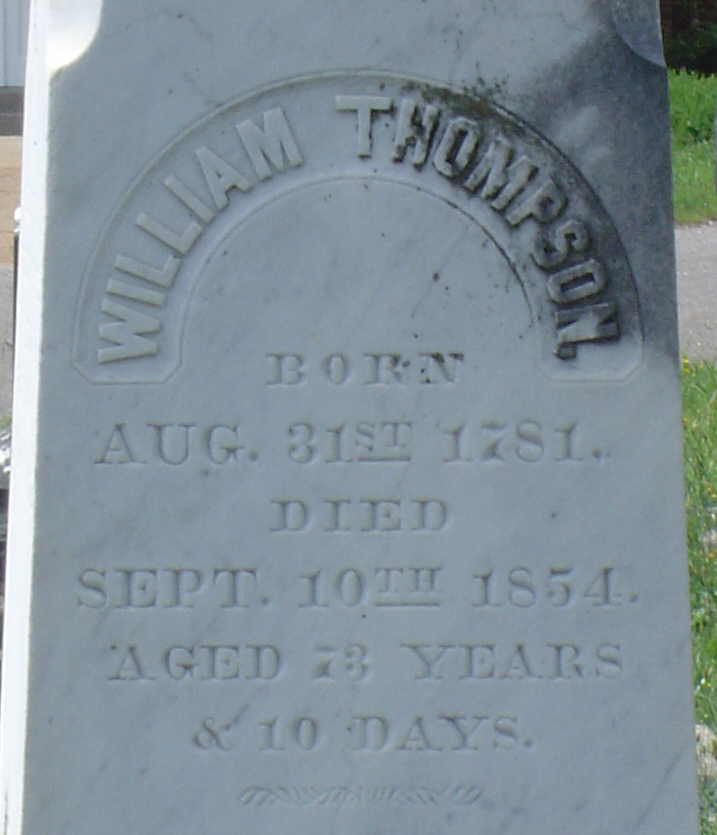 WILLIAM THOMPSON.
BORN
AUG. 31ST 1781.
DIED
SEPT. 10TH 1854.
AGED 73 YEARS
& 10 DAYS.